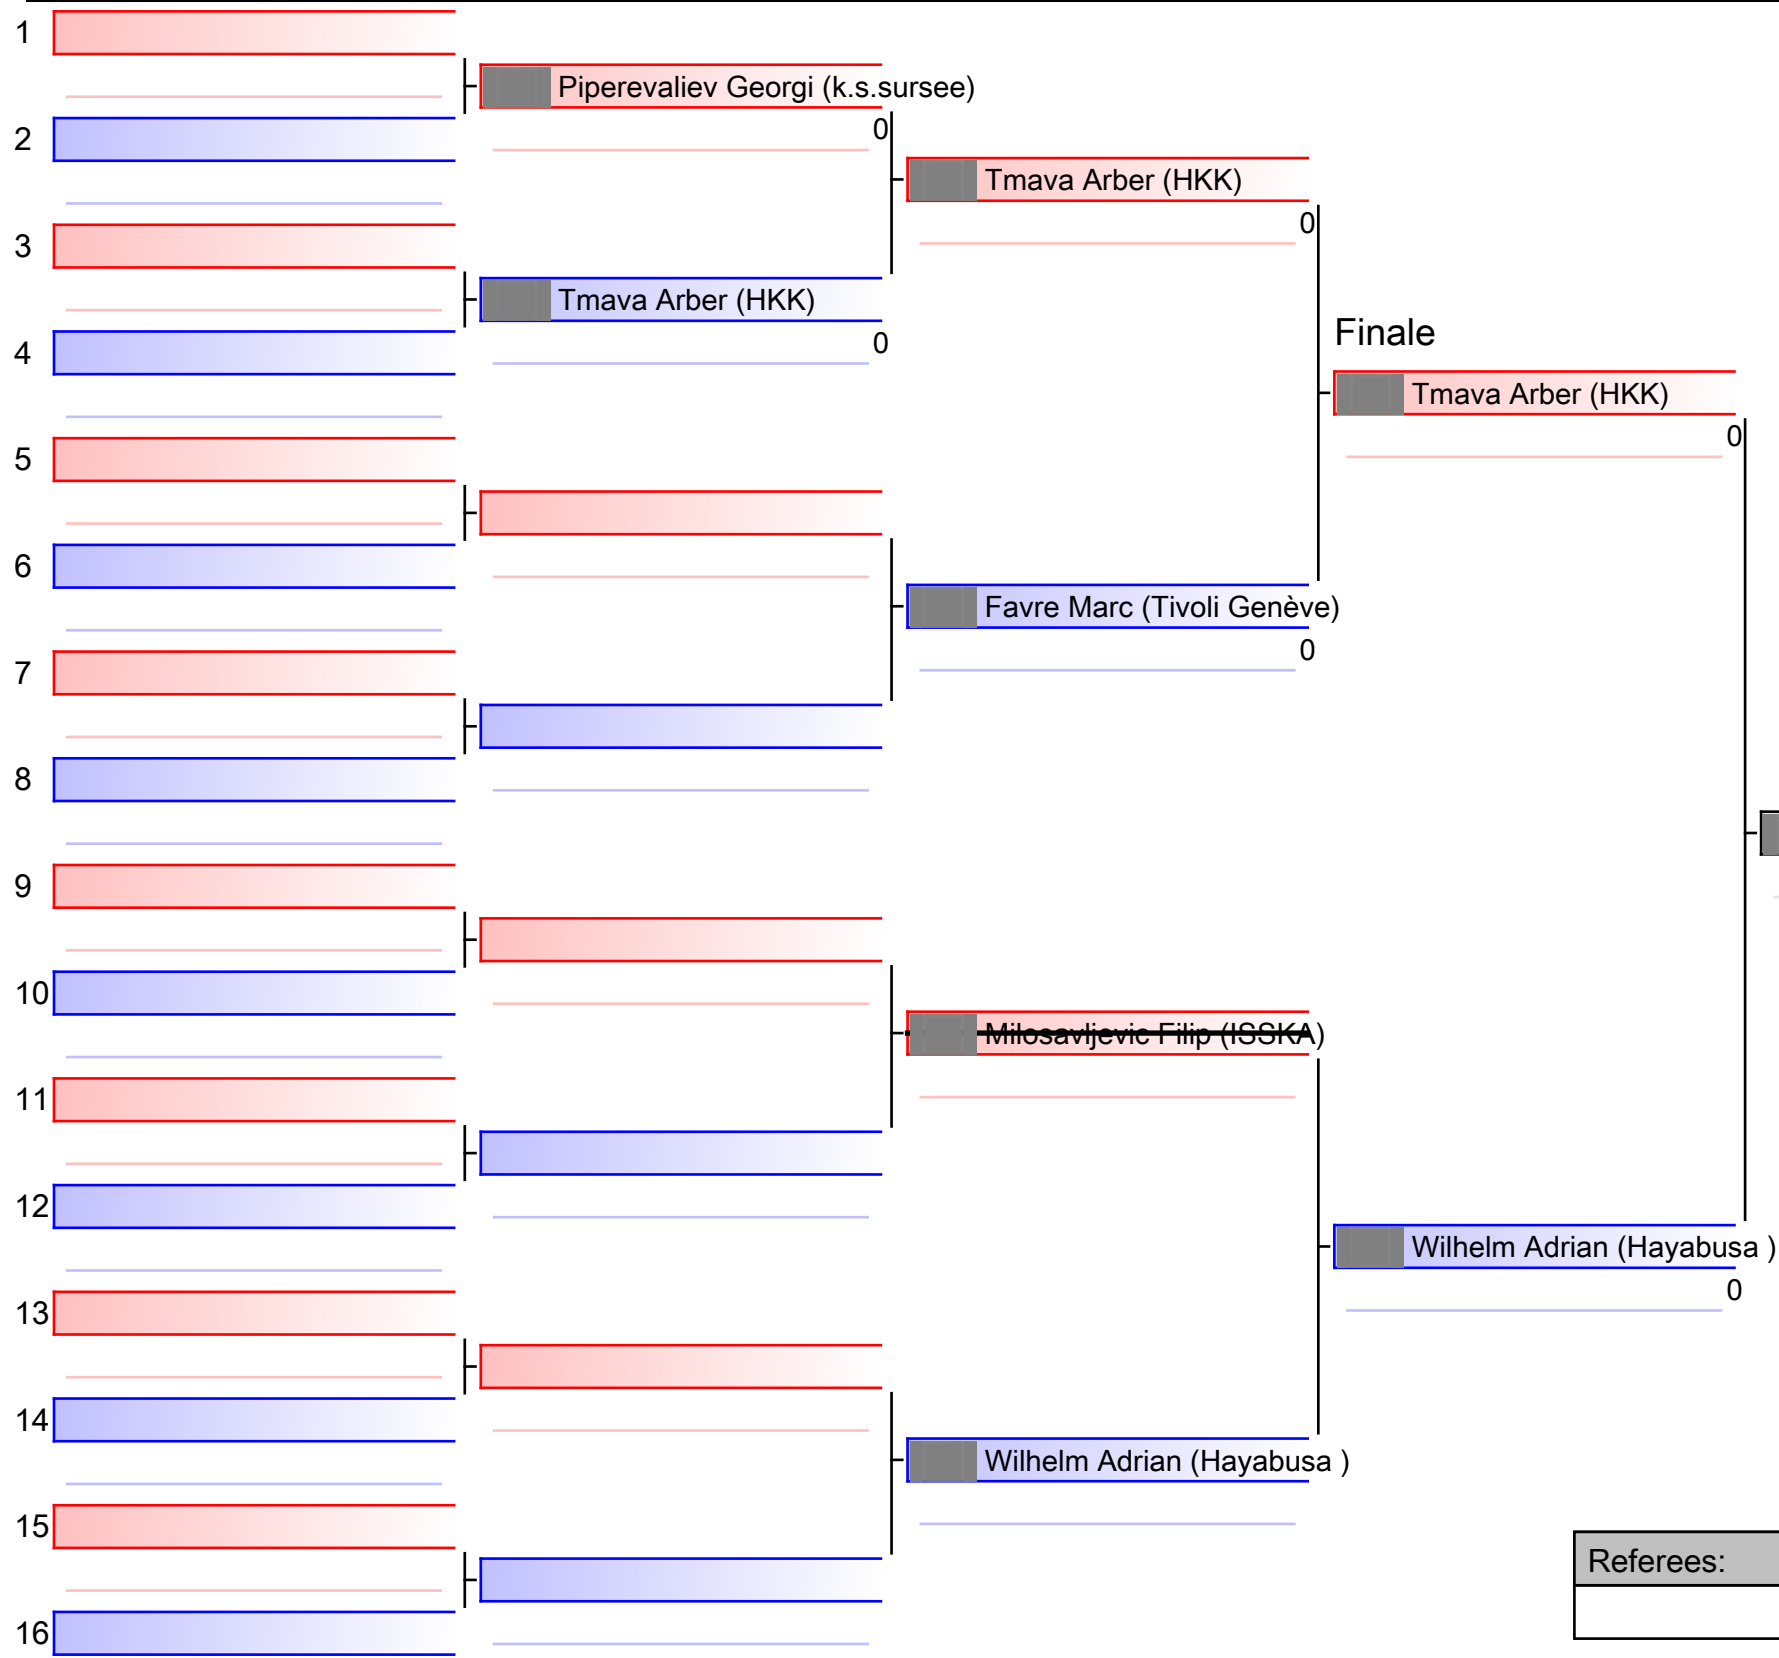 1
Piperevaliev Georgi (k.s.sursee)
0
2
Tmava Arber (HKK)
0
3
Tmava Arber (HKK)
0
4
Finale
Tmava Arber (HKK)
0
5
6
Favre Marc (Tivoli Genève)
0
7
8
9
10
Milosavljevic Filip (ISSKA)
11
12
Wilhelm Adrian (Hayabusa )
0
13
14
Wilhelm Adrian (Hayabusa )
15
Referees:
16